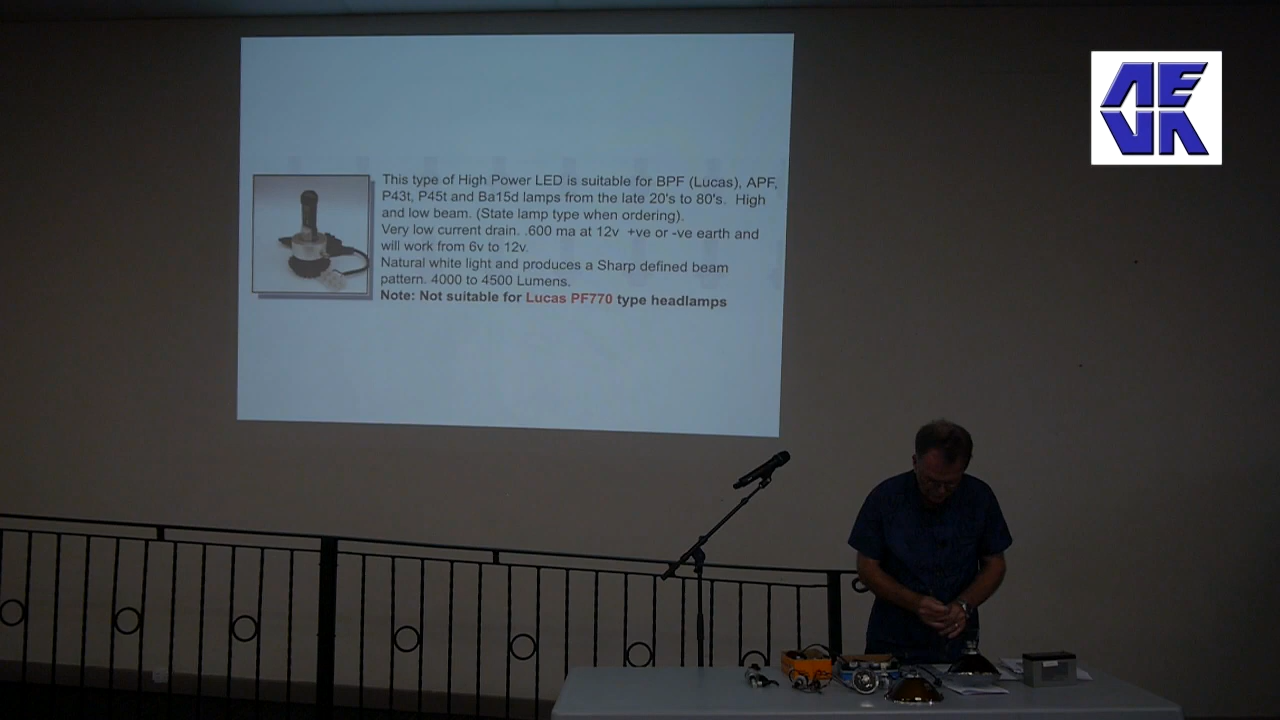 This type of High Power LED is suitable for BPF (Lucas), APF,
P43t, P45t and Ba15d lamps from the late 20's to 80's. High
and low beam. (State lamp type when ordering).
Very low current drain. .600 ma at 12v +ve or -ve earth and
will work from 6v to 12v.
Natural white light and produces a Sharp defined beam
pattern. 4000 to 4500 Lumens.
Note: Not suitable for Lucas PF770 type headlamps